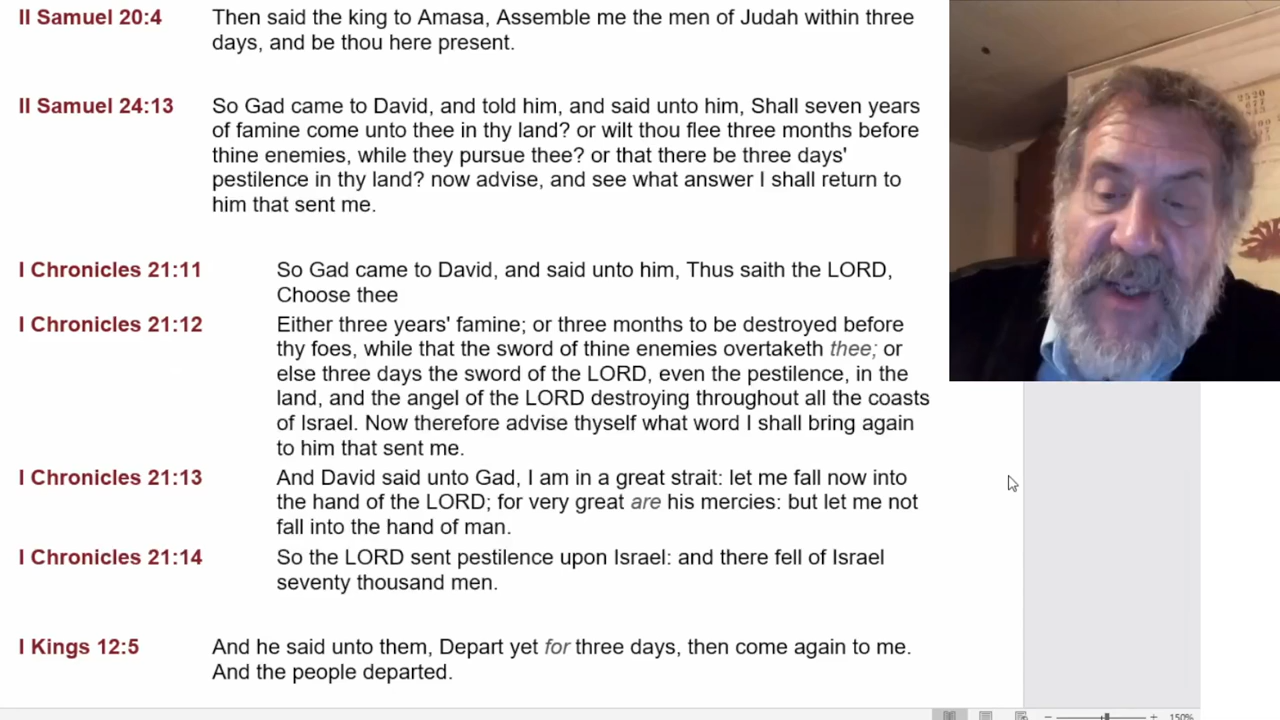 II Samuel 20:4 Then said the king to Amasa, Assemble me the men of Judah within three
days, and be thou here present.
II Samuel 24:13 So Gad came to David, and told him, and said unto him, Shall seven years
of famine come unto thee in thy land? or wilt thou flee three months before
thine enemies, while they pursue thee? or that there be three days'
pestilence in thy land? now advise, and see what answer I shall return to
him that sent me.
I Chronicles 21:11 So Gad came to David, and said unto him, Thus saith the LORD,
Choose thee
I Chronicles 21:12 Either three years' famine; or three months to be destroyed before
thy foes, while that the sword of thine enemies overtaketh thee; or
else three days the sword of the LORD, even the pestilence, in the
land, and the angel of the LORD destroying throughout all the coasts
of Israel. Now therefore advise thyself what word I shall bring again
to him that sent me.
I Chronicles 21:13 And David said unto Gad, I am in a great strait: let me fall now into
the hand of the LORD; for very great are his mercies: but let me not
fall into the hand of man.
I Chronicles 21:14 So the LORD sent pestilence upon Israel: and there fell of Israel
seventy thousand men.
I Kings 12:5 And he said unto them, Depart yet for three days, then come again to me.
And the people departed.
2520
150%